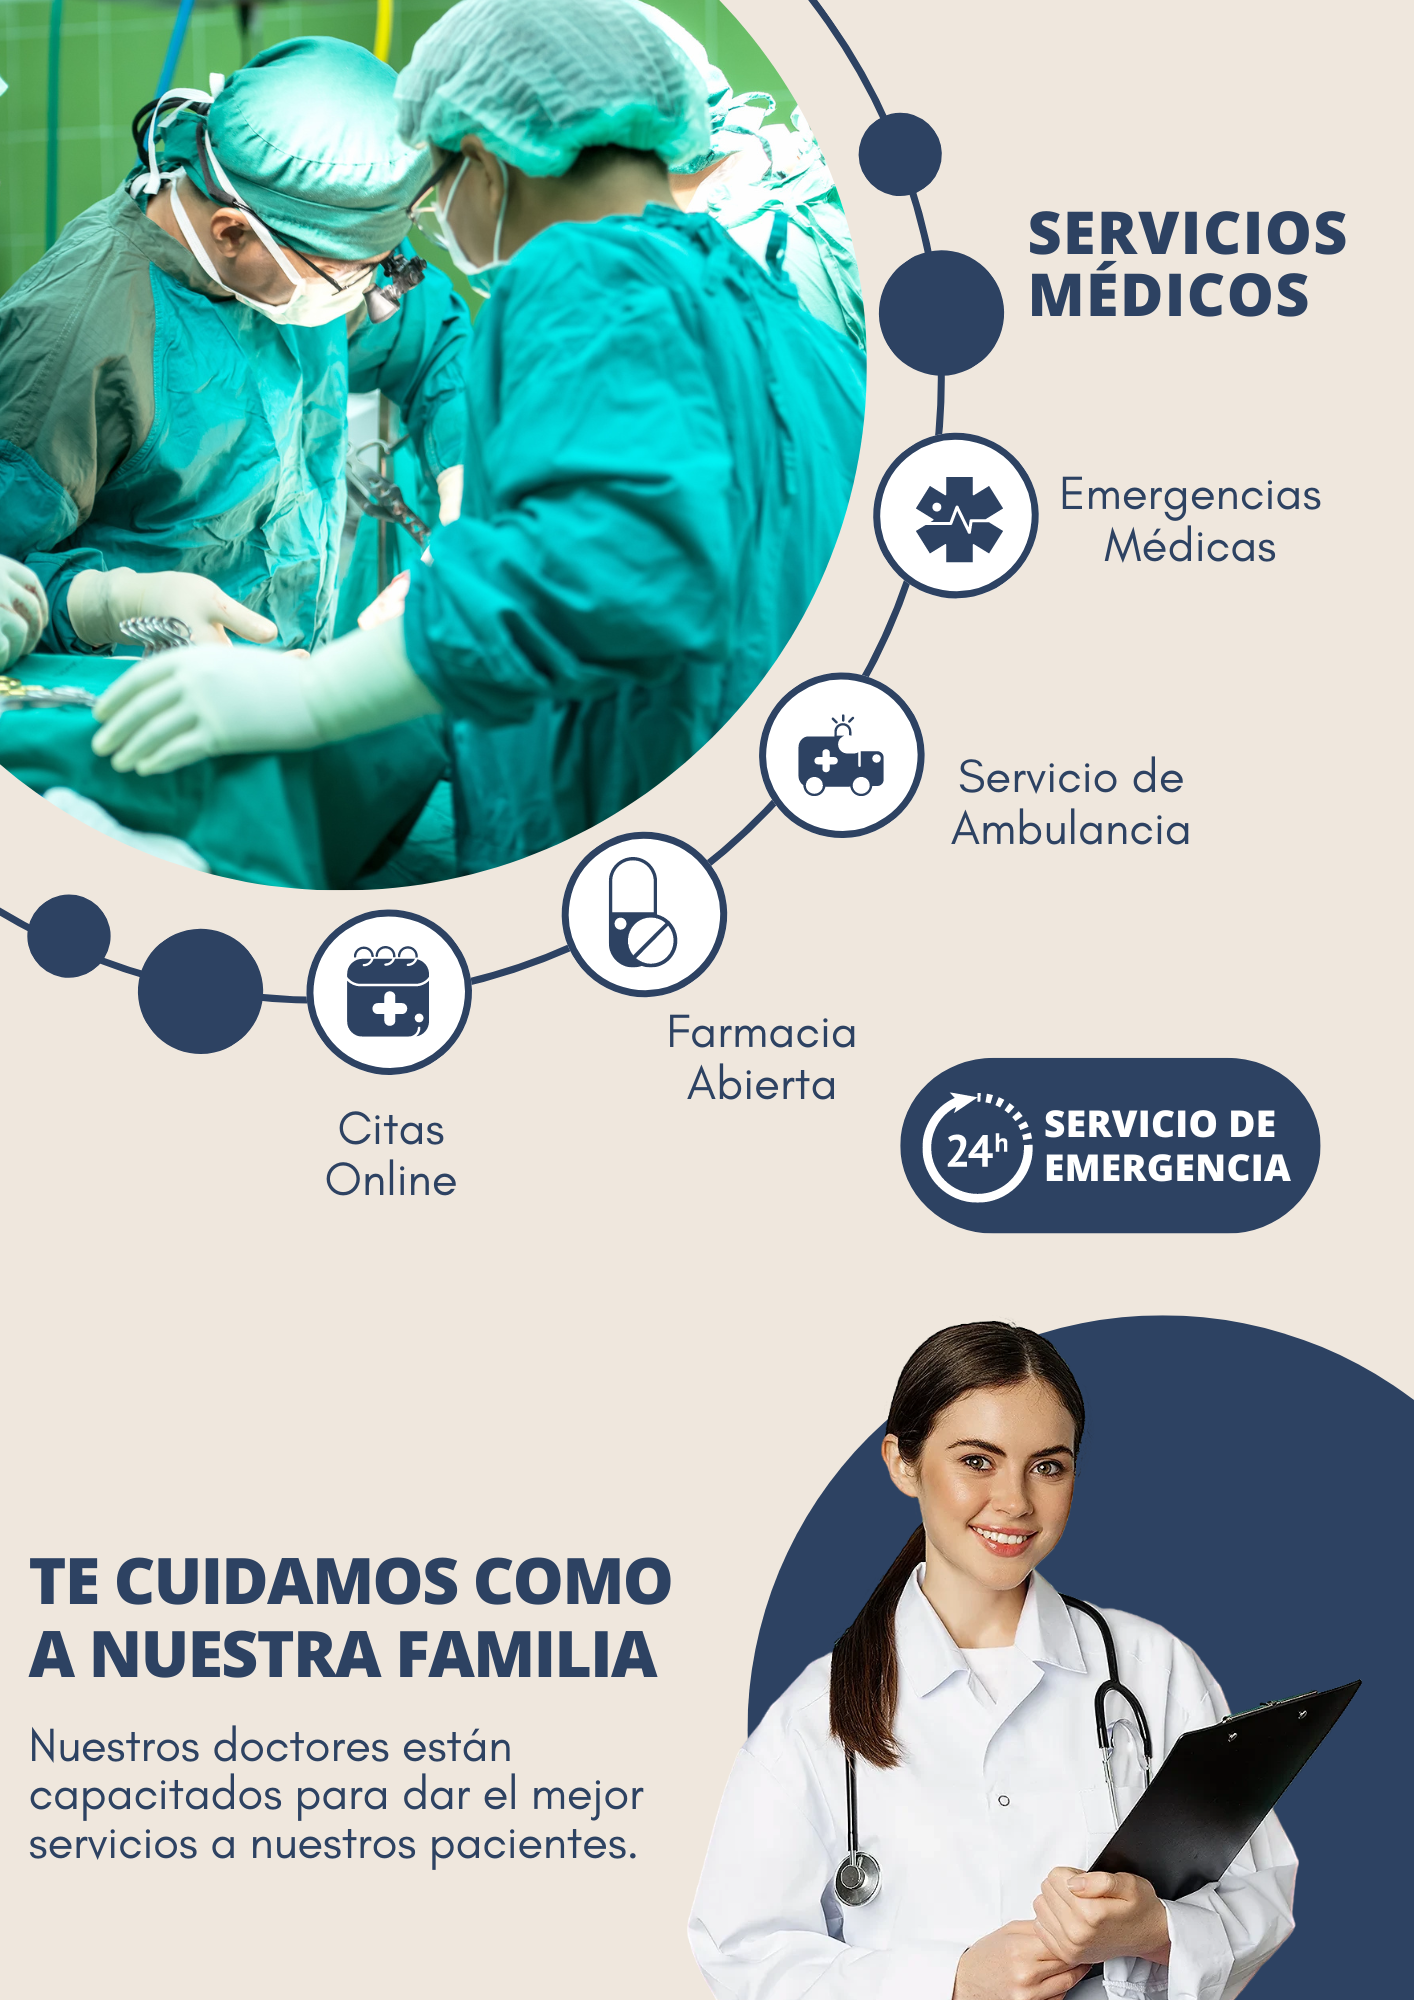 SERVICIOS
MÉDICOS
Emergencias
Médicas
Servicio de
Ambulancia
Farmacia
Abierta
Citas
Online
24h
SERVICIO DE
EMERGENCIA
TE CUIDAMOS COMO
A NUESTRA FAMILIA
Nuestros doctores están
capacitados para dar el mejor
servicios a nuestros pacientes.